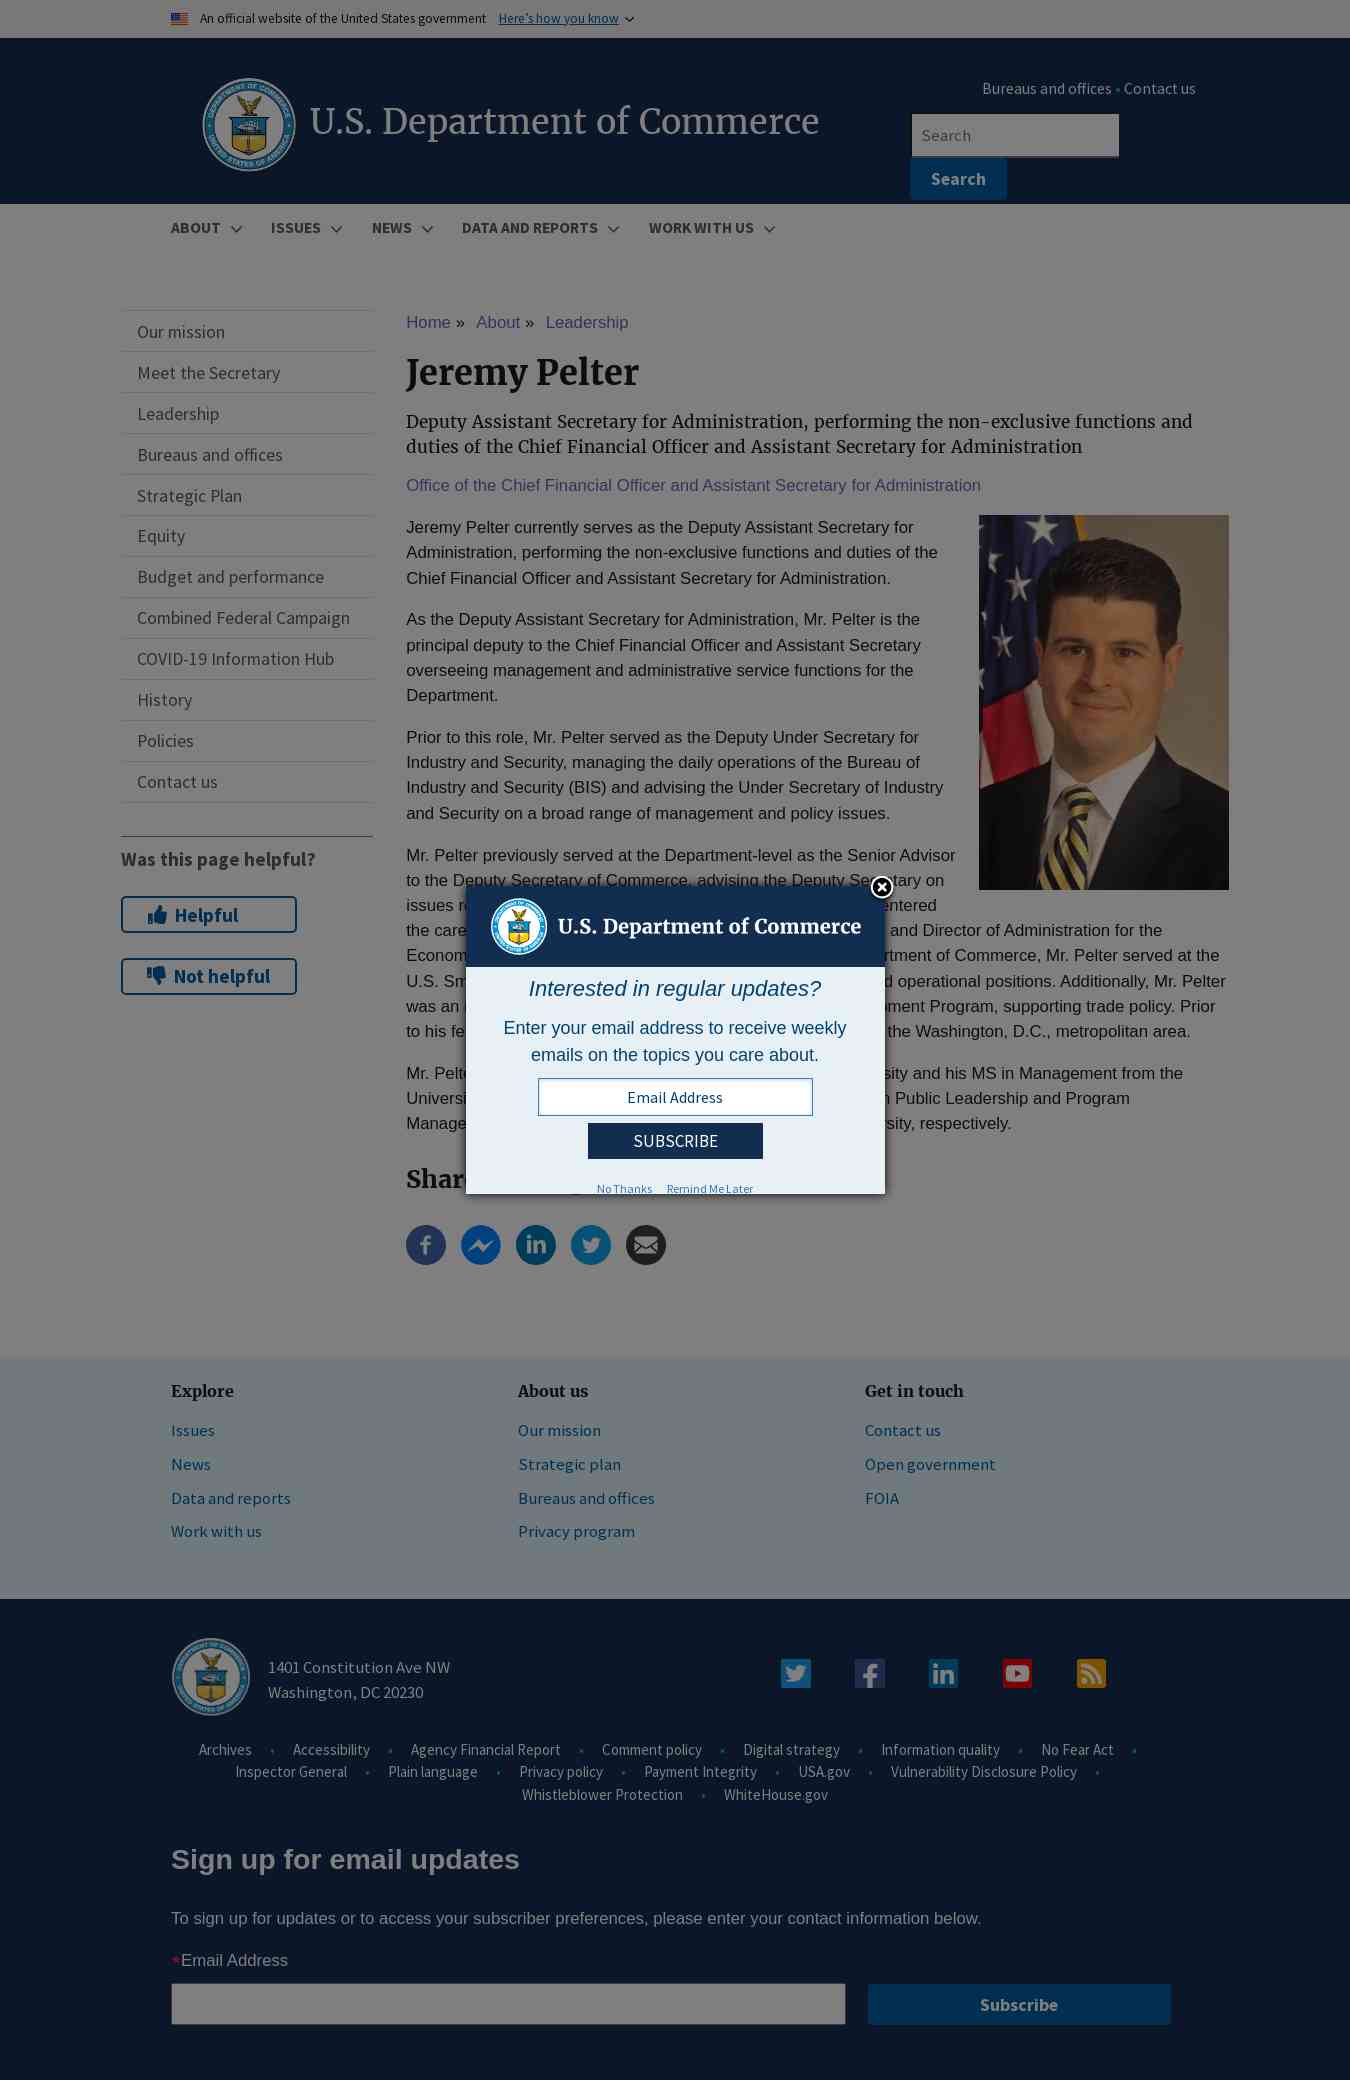 An official website of the United States government Here's how you know
U.S. Department of Commerce
Bureaus and offices • Contact us
Search
Search
ABOUT ISSUES NEWS DATA AND REPORTS WORK WITH US
Our mission
Meet the Secretary
Leadership
Bureaus and offices
Strategic Plan
Equity
Budget and performance
Combined Federal Campaign
COVID-19 Information Hub
History
Policies
Contact us
Was this page helpful?
Helpful
Not helpful
Home » About » Leadership
Jeremy Pelter
Deputy Assistant Secretary for Administration, performing the non-exclusive functions and
duties of the Chief Financial Officer and Assistant Secretary for Administration
Office of the Chief Financial Officer and Assistant Secretary for Administration
Jeremy Pelter currently serves as the Deputy Assistant Secretary for
Administration, performing the non-exclusive functions and duties of the
Chief Financial Officer and Assistant Secretary for Administration.
As the Deputy Assistant Secretary for Administration, Mr. Pelter is the
principal deputy to the Chief Financial Officer and Assistant Secretary
overseeing management and administrative service functions for the
Department.
Prior to this role, Mr. Pelter served as the Deputy Under Secretary for
Industry and Security, managing the daily operations of the Bureau of
Industry and Security (BIS) and advising the Under Secretary of Industry
and Security on a broad range of management and policy issues.
Mr. Pelter previously served at the Department-level as the Senior Advisor
to the Deputy Secretary of Commerce, advising the Deputy Secretary on
issues entered
the care and Director of Administration for the
Econom rtment of Commerce, Mr. Pelter served at the
U.S. Sm d operational positions. Additionally, Mr. Pelter
was an pment Program, supporting trade policy. Prior
to his fe the Washington, D.C., metropolitan area.
Mr. Pelte sity and his MS in Management from the
Universi n Public Leadership and Program
Manage rsity, respectively.
Share
U.S. Department of Commerce
Interested in regular updates?
Enter your email address to receive weekly
emails on the topics you care about.
Email Address
SUBSCRIBE
No Thanks Remind Me Later
Explore
Issues
News
Data and reports
Work with us
About us
Our mission
Strategic plan
Bureaus and offices
Privacy program
Get in touch
Contact us
Open government
FOIA
1401 Constitution Ave NW
Washington, DC 20230
Archives • Accessibility • Agency Financial Report • Comment policy • Digital strategy • Information quality • No Fear Act •
Inspector General • Plain language • Privacy policy • Payment Integrity • USA.gov • Vulnerability Disclosure Policy •
Whistleblower Protection • WhiteHouse.gov
Sign up for email updates
To sign up for updates or to access your subscriber preferences, please enter your contact information below.
*Email Address
Subscribe